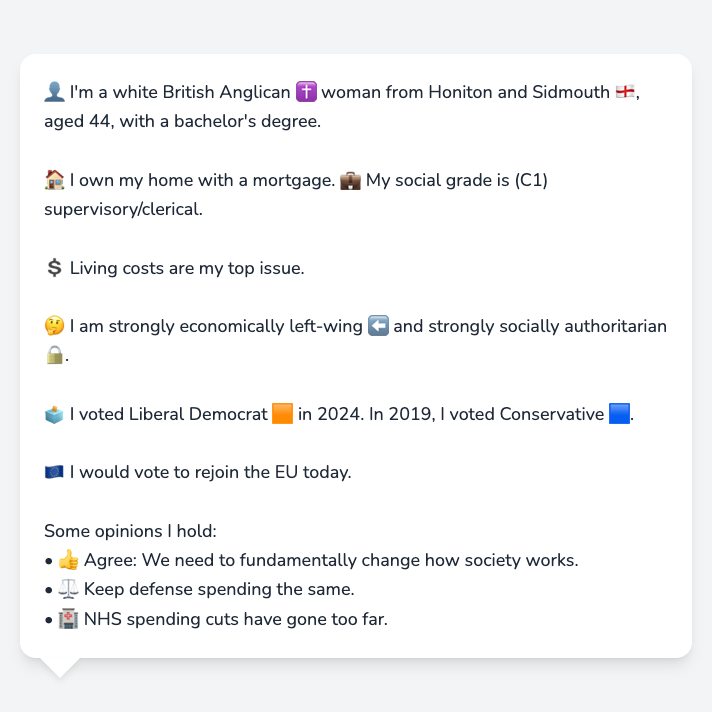 👤 I'm a white British Anglican ✝️ woman from Honiton and Sidmouth 🏴󠁧󠁢󠁥󠁮󠁧󠁿,
aged 44, with a bachelor's degree.
🏠 I own my home with a mortgage. 💼 My social grade is (C1)
supervisory/clerical.
💲 Living costs are my top issue.
🤔 I am strongly economically left-wing ⬅️ and strongly socially authoritarian
🔒.
🗳️ I voted Liberal Democrat 🟧 in 2024. In 2019, I voted Conservative 🟦.
🇪🇺 I would vote to rejoin the EU today.
Some opinions I hold:
• 👍 Agree: We need to fundamentally change how society works.
• ⚖️ Keep defense spending the same.
• 🏥 NHS spending cuts have gone too far.